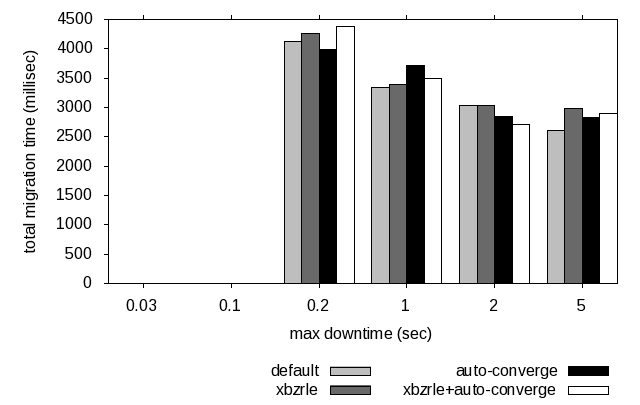 total migration time (millisec)
4500
4000
3500
3000
2500
2000
1500
1000
500
0
0.03 0.1 0.2 1 2 5
max downtime (sec)
default auto-converge
xbzrle xbzrle+auto-converge